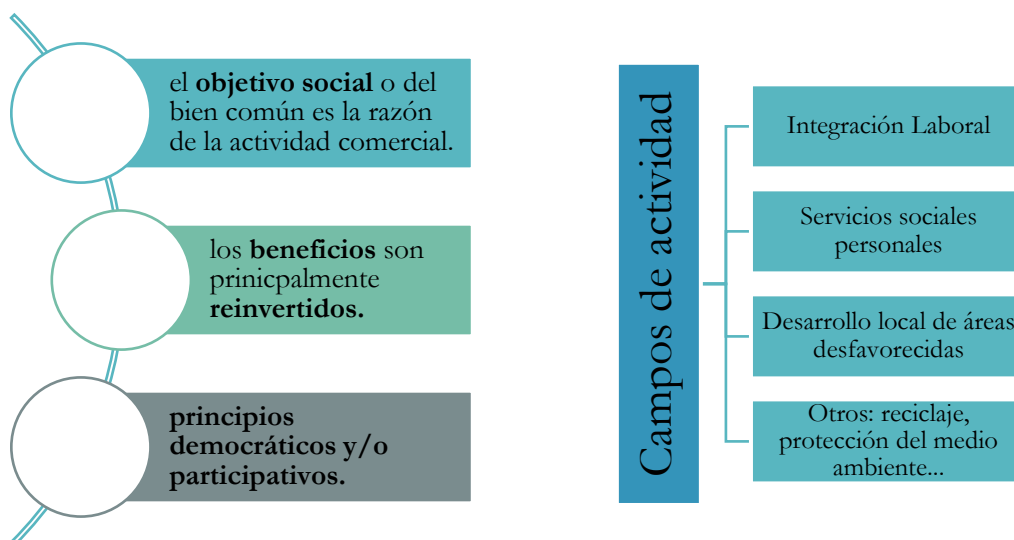 el objetivo social o del
bien común es la razón
de la actividad comercial.
los beneficios son
prinicpalmente
reinvertidos.
principios
democráticos y/o
participativos.
Campos de actividad
Integración Laboral
Servicios sociales
personales
Desarrollo local de áreas
desfavorecidas
Otros: reciclaje,
protección del medio
ambiente...